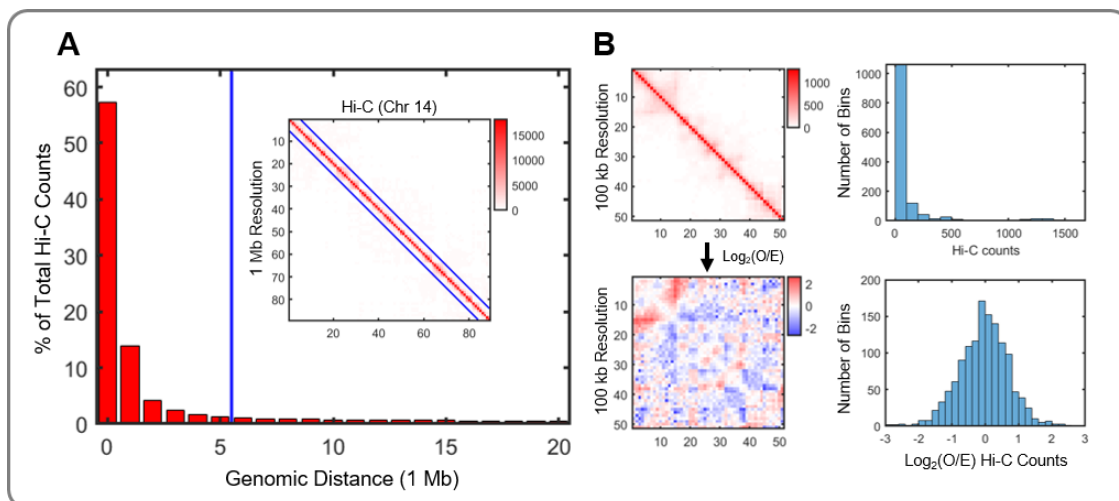 A
% of Total Hi-C Counts
60
50
40
30
20
10
0
0 5 10 15 20
Genomic Distance (1 Mb)
Hi-C (Chr 14)
1 Mb Resolution
10
20
30
40
50
60
70
80
20 40 60 80
15000
10000
5000
0
B
100 kb Resolution
10
20
30
40
50
10 20 30 40 50
1000
500
0
Number of Bins
1000
800
600
400
200
0
0 500 1000 1500
Hi-C counts
Log₂(O/E)
100 kb Resolution
10
20
30
40
50
10 20 30 40 50
2
0
-2
Number of Bins
200
150
100
50
0
-3 -2 -1 0 1 2 3
Log₂(O/E) Hi-C Counts